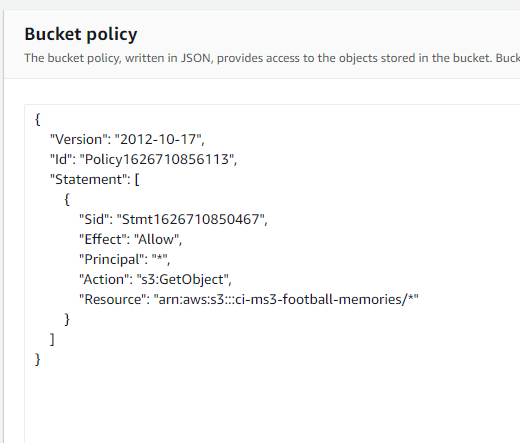 Bucket policy
The bucket policy, written in JSON, provides access to the objects stored in the bucket. Buck
{
"Version": "2012-10-17",
"Id": "Policy1626710856113",
"Statement": [
{
"Sid": "Stmt1626710850467",
"Effect": "Allow",
"Principal": "*",
"Action": "s3:GetObject",
"Resource": "arn:aws:s3:::ci-ms3-football-memories/*"
}
]
}